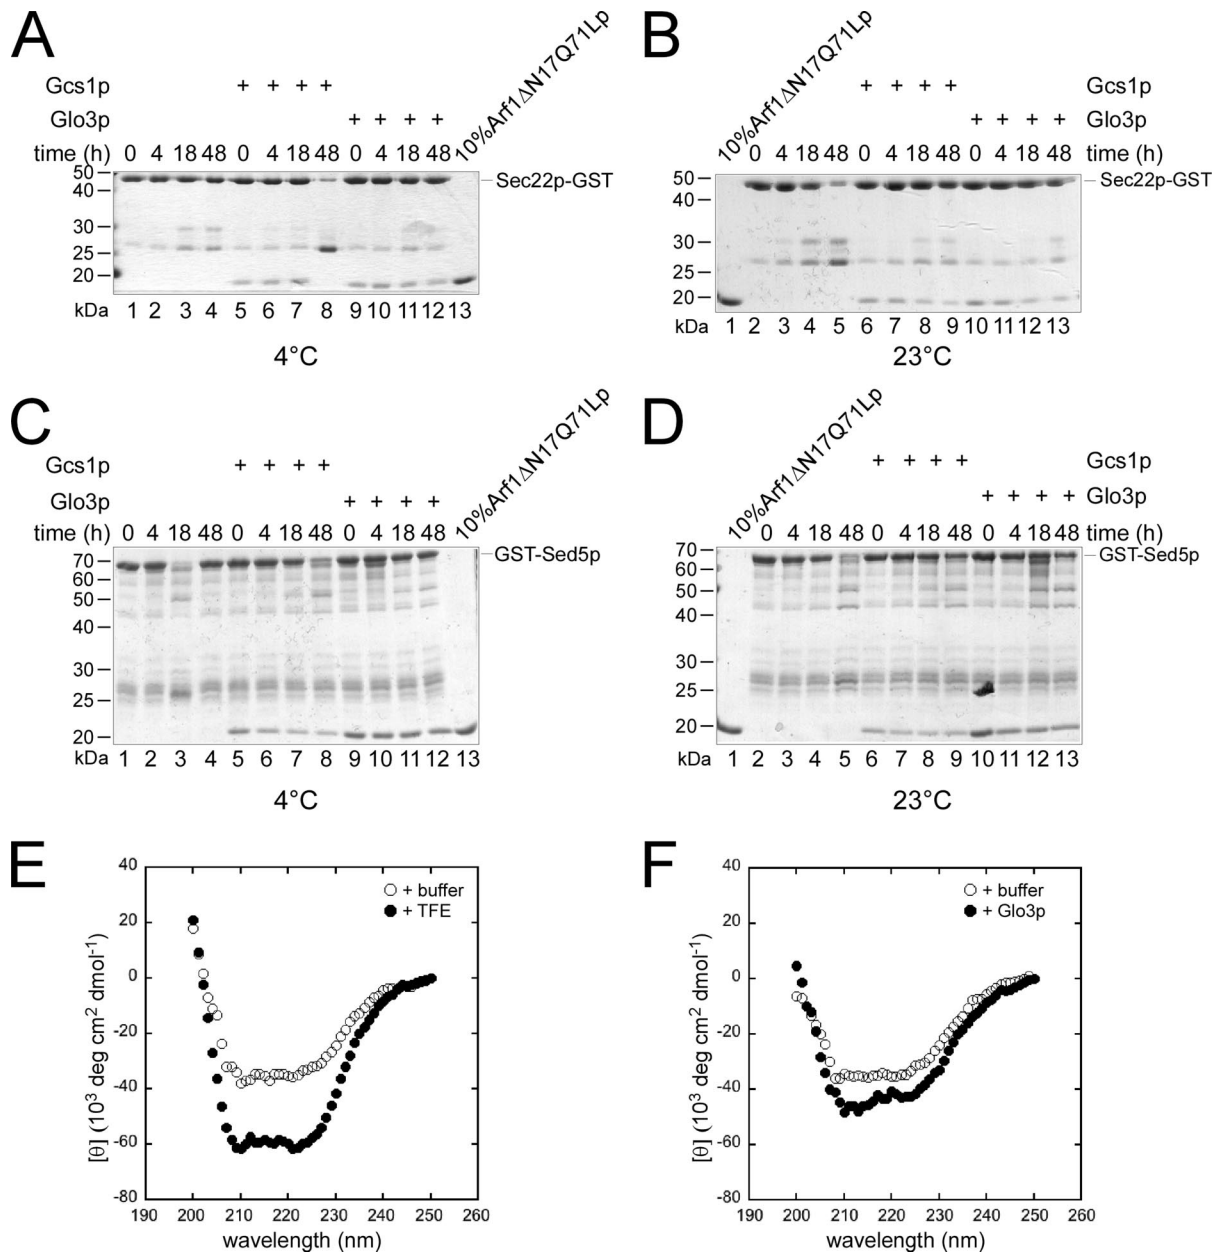 A
Gcs1p + + + +
Glo3p + + + +
time (h) 0 4 18 48 0 4 18 48 0 4 18 48 10%Arf1ΔN17Q71Lp
50
40
30
25
20
kDa
Sec22p-GST
1 2 3 4 5 6 7 8 9 10 11 12 13
4°C
B
10%Arf1ΔN17Q71Lp
+ + + + Gcs1p
+ + + + Glo3p
0 4 18 48 0 4 18 48 0 4 18 48 time (h)
50
40
30
25
20
kDa
Sec22p-GST
1 2 3 4 5 6 7 8 9 10 11 12 13
23°C
C
Gcs1p + + + +
Glo3p + + + +
time (h) 0 4 18 48 0 4 18 48 0 4 18 48 10%Arf1ΔN17Q71Lp
70
60
50
40
30
25
20
kDa
GST-Sed5p
1 2 3 4 5 6 7 8 9 10 11 12 13
4°C
D
10%Arf1ΔN17Q71Lp
+ + + + Gcs1p
+ + + + Glo3p
0 4 18 48 0 4 18 48 0 4 18 48 time (h)
70
60
50
40
30
25
20
kDa
GST-Sed5p
1 2 3 4 5 6 7 8 9 10 11 12 13
23°C
E
[θ] (10³ deg cm2 dmol⁻¹)
40
20
0
-20
-40
-60
-80
+ buffer
+ TFE
190 200 210 220 230 240 250 260
wavelength (nm)
F
[θ] (10³ deg cm2 dmol⁻¹)
40
20
0
-20
-40
-60
-80
+ buffer
+ Glo3p
190 200 210 220 230 240 250 260
wavelength (nm)